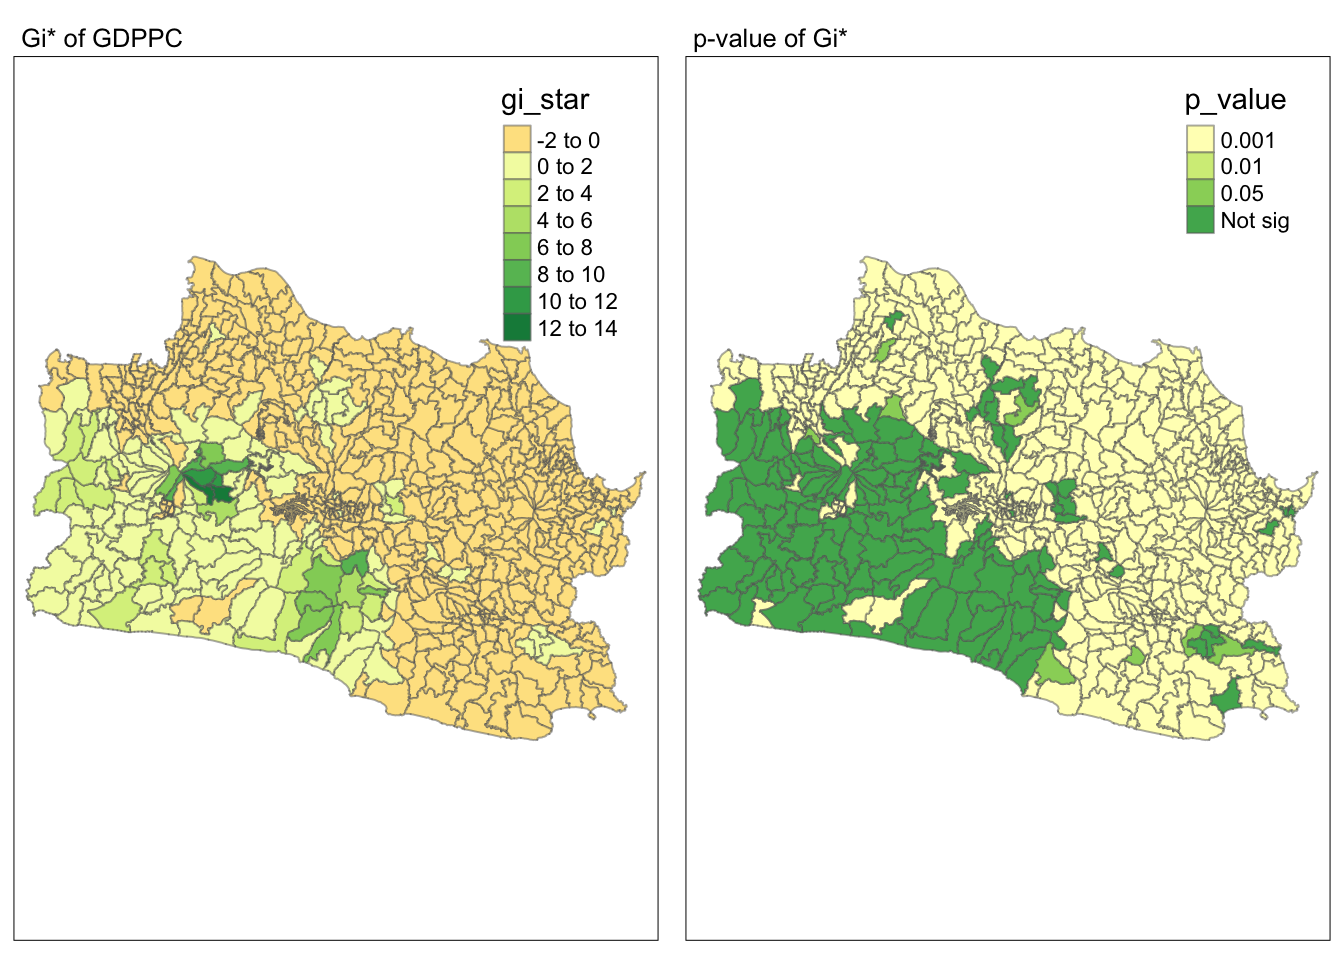 Gi* of GDPPC
gi_star
-2 to 0
0 to 2
2 to 4
4 to 6
6 to 8
8 to 10
10 to 12
12 to 14
p-value of Gi*
p_value
0.001
0.01
0.05
Not sig